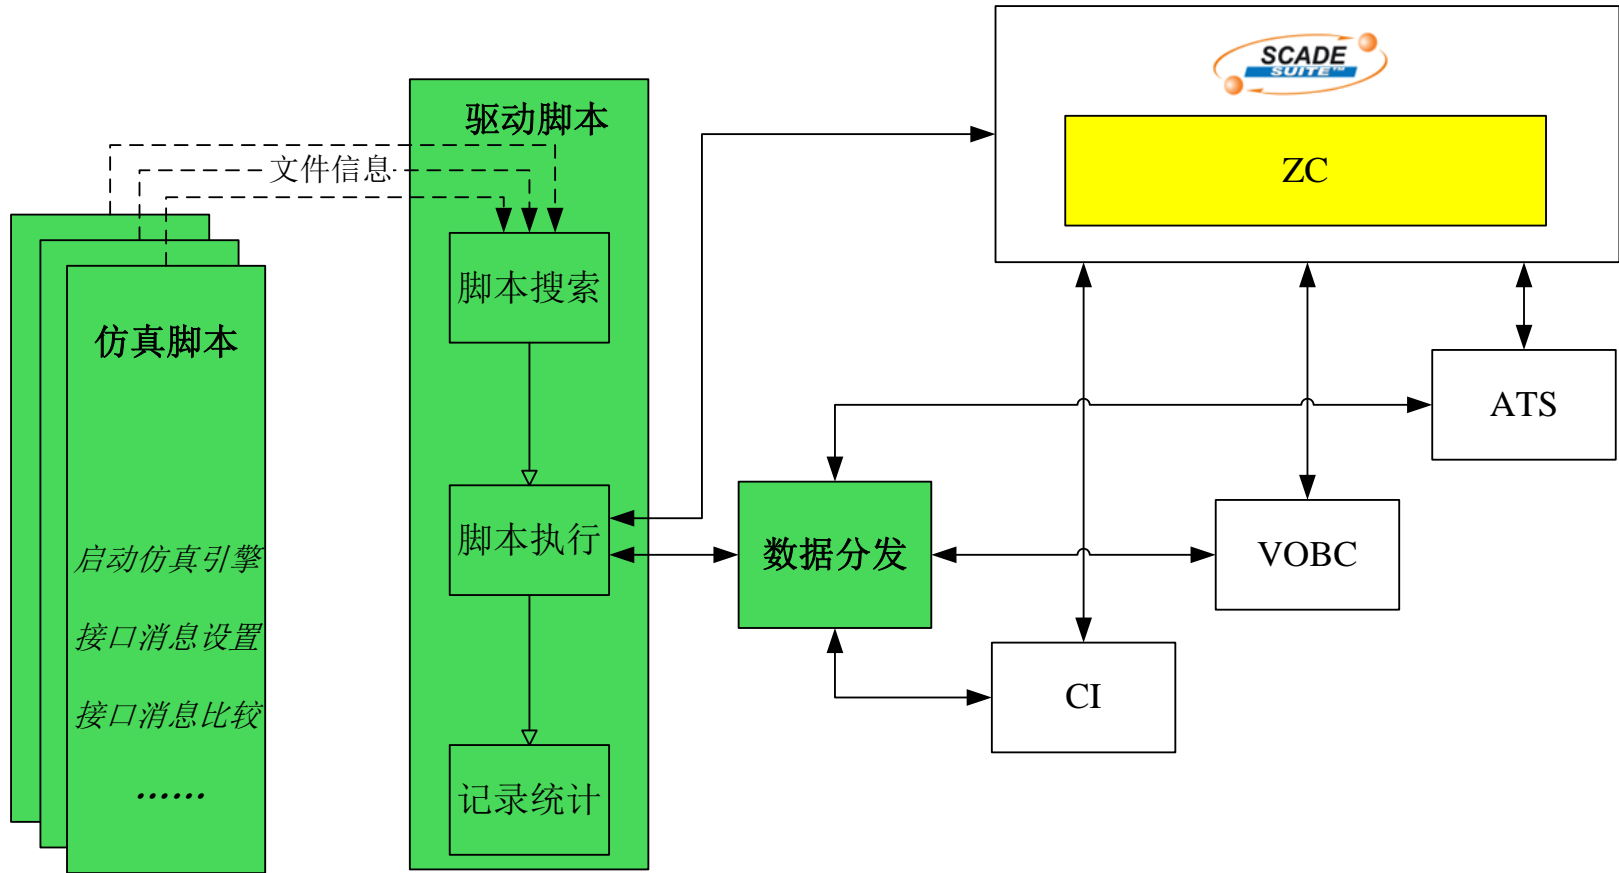 SCADE
SUITE™
ZC
驱动脚本
文件信息
脚本搜索
仿真脚本
ATS
脚本执行
数据分发
VOBC
启动仿真引擎
接口消息设置
CI
接口消息比较
......
记录统计